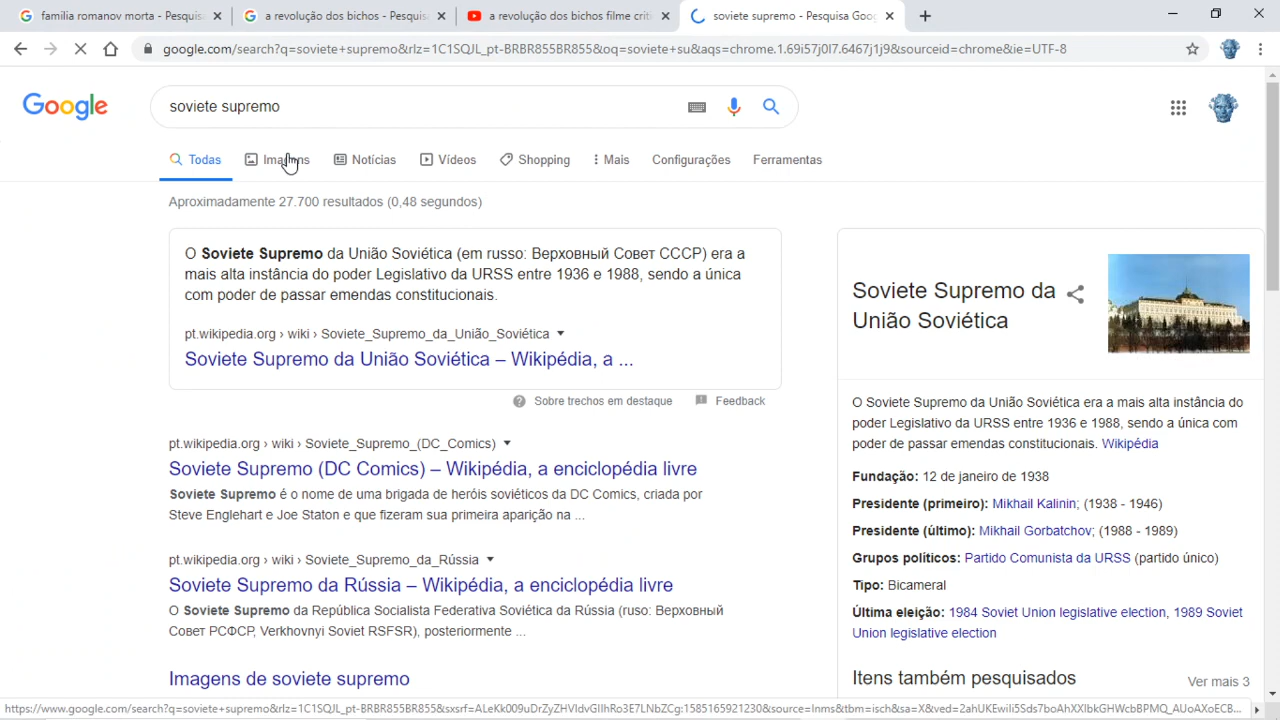 familia romanov morta - Pesquis
a revolução dos bichos - Pesquis
a revolução dos bichos filme criti
soviete supremo - Pesquisa Goo
google.com/search?q=soviete+supremo&rlz=1C1SQJL_pt-BRBR855BR855&oq=soviete+su&aqs=chrome.1.69i57j0l7.6467j1j9&sourceid=chrome&ie=UTF-8
Google
soviete supremo
Todas Imagens Notícias Vídeos Shopping Mais Configurações Ferramentas
Aproximadamente 27.700 resultados (0,48 segundos)
O Soviete Supremo da União Soviética (em russo: Верховный Совет СССР) era a
mais alta instância do poder Legislativo da URSS entre 1936 e 1988, sendo a única
com poder de passar emendas constitucionais.
pt.wikipedia.org › wiki › Soviete_Supremo_da_União_Soviética
Soviete Supremo da União Soviética – Wikipédia, a ...
Sobre trechos em destaque Feedback
pt.wikipedia.org › wiki › Soviete_Supremo_(DC_Comics)
Soviete Supremo (DC Comics) – Wikipédia, a enciclopédia livre
Soviete Supremo é o nome de uma brigada de heróis soviéticos da DC Comics, criada por
Steve Englehart e Joe Staton e que fizeram sua primeira aparição na ...
pt.wikipedia.org › wiki › Soviete_Supremo_da_Rússia
Soviete Supremo da Rússia – Wikipédia, a enciclopédia livre
O Soviete Supremo da República Socialista Federativa Soviética da Rússia (ruso: Верховный
Совет РСФСР, Verkhovnyi Soviet RSFSR), posteriormente ...
Imagens de soviete supremo
Soviete Supremo da
União Soviética
O Soviete Supremo da União Soviética era a mais alta instância do
poder Legislativo da URSS entre 1936 e 1988, sendo a única com
poder de passar emendas constitucionais. Wikipédia
Fundação: 12 de janeiro de 1938
Presidente (primeiro): Mikhail Kalinin; (1938 - 1946)
Presidente (último): Mikhail Gorbatchov; (1988 - 1989)
Grupos políticos: Partido Comunista da URSS (partido único)
Tipo: Bicameral
Última eleição: 1984 Soviet Union legislative election, 1989 Soviet
Union legislative election
Itens também pesquisados Ver mais 3